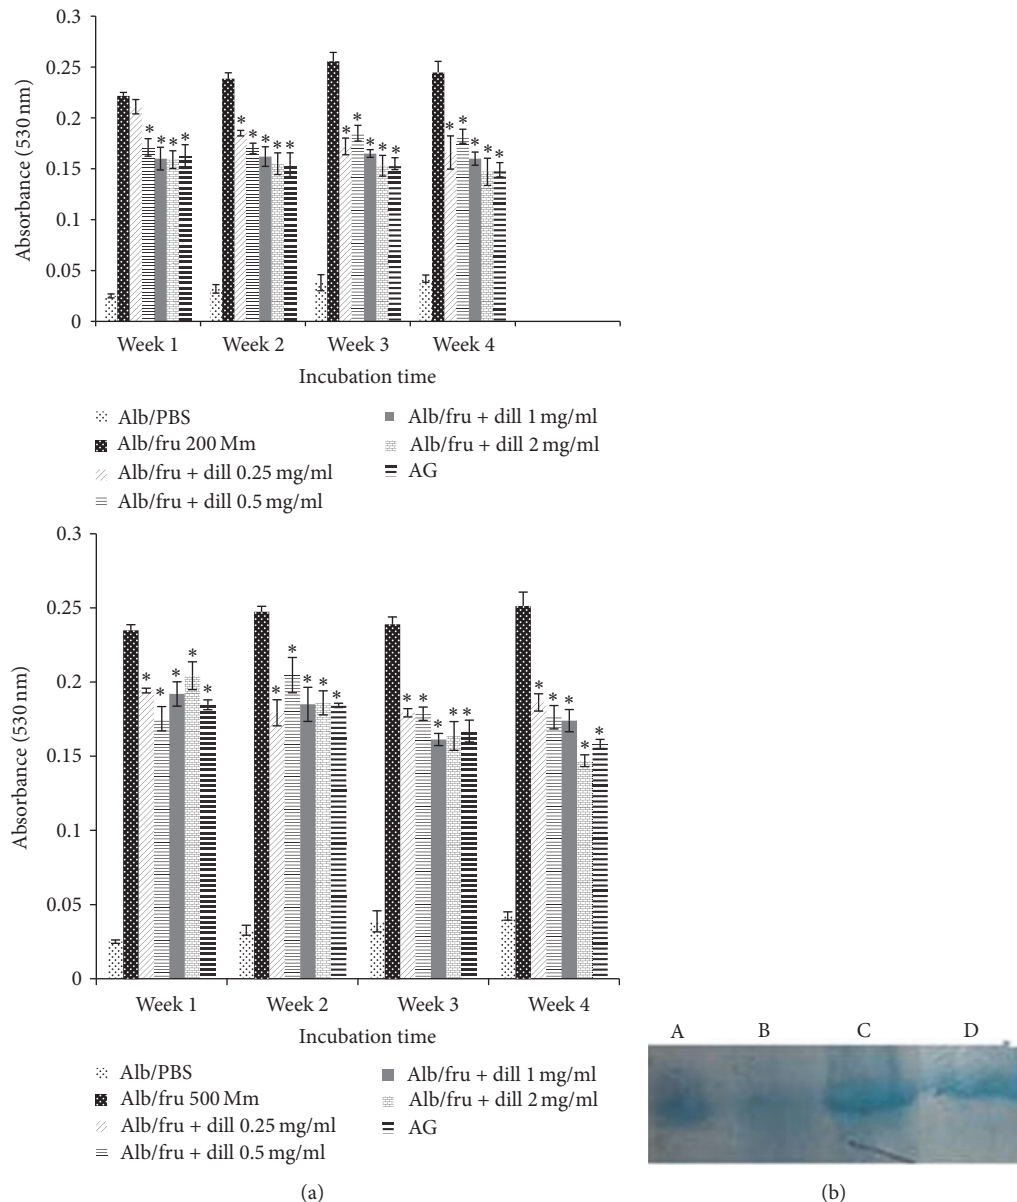 0.3
0.25
0.2
0.15
0.1
0.05
0
Absorbance (530 nm)
* * * *
* * * * *
* * * * *
* * * * *
Week 1 Week 2 Week 3 Week 4
Incubation time
Alb/PBS
Alb/fru 200 Mm
Alb/fru + dill 0.25 mg/ml
Alb/fru + dill 0.5 mg/ml
Alb/fru + dill 1 mg/ml
Alb/fru + dill 2 mg/ml
AG
0.3
0.25
0.2
0.15
0.1
0.05
0
Absorbance (530 nm)
* * * * *
* * * * *
* * * * *
* * * * *
Week 1 Week 2 Week 3 Week 4
Incubation time
Alb/PBS
Alb/fru 500 Mm
Alb/fru + dill 0.25 mg/ml
Alb/fru + dill 0.5 mg/ml
Alb/fru + dill 1 mg/ml
Alb/fru + dill 2 mg/ml
AG
(a)
A B C D
(b)